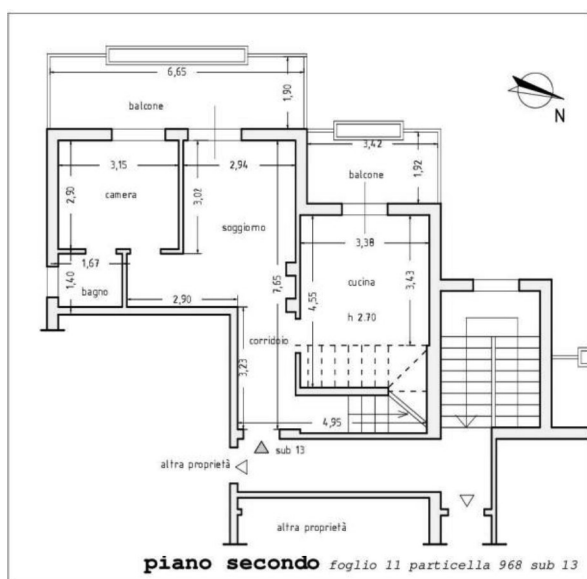 6,65
1,90
balcone
N
3,42
3,15
2,94
1,92
balcone
2,90
camera
3,02
soggiorno
3,38
1,67
4,55
cucina
3,43
1,40
bagno
7,65
2,90
h 2.70
corridoio
3,23
4,95
sub 13
altra proprietà
altra proprietà
piano secondo foglio 11 particella 968 sub 13